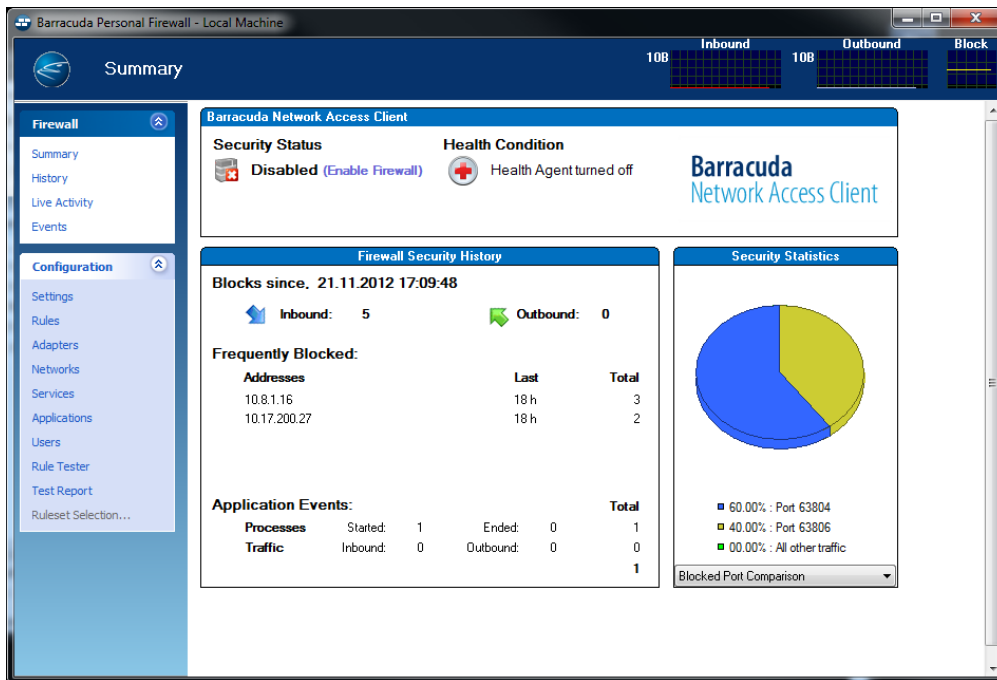 Barracuda Personal Firewall - Local Machine
Summary
Inbound
10B
Outbound
10B
Block
Firewall
Summary
History
Live Activity
Events
Configuration
Settings
Rules
Adapters
Networks
Services
Applications
Users
Rule Tester
Test Report
Ruleset Selection...
Barracuda Network Access Client
Security Status
Disabled (Enable Firewall)
Health Condition
Health Agent turned off
Barracuda
Network Access Client
Firewall Security History
Blocks since, 21.11.2012 17:09:48
Inbound: 5 Outbound: 0
Frequently Blocked:
Addresses Last Total
10.8.1.16 18 h 3
10.17.200.27 18 h 2
Application Events: Total
Processes Started: 1 Ended: 0 1
Traffic Inbound: 0 Outbound: 0 0
1
Security Statistics
60.00% : Port 63804
40.00% : Port 63806
00.00% : All other traffic
Blocked Port Comparison